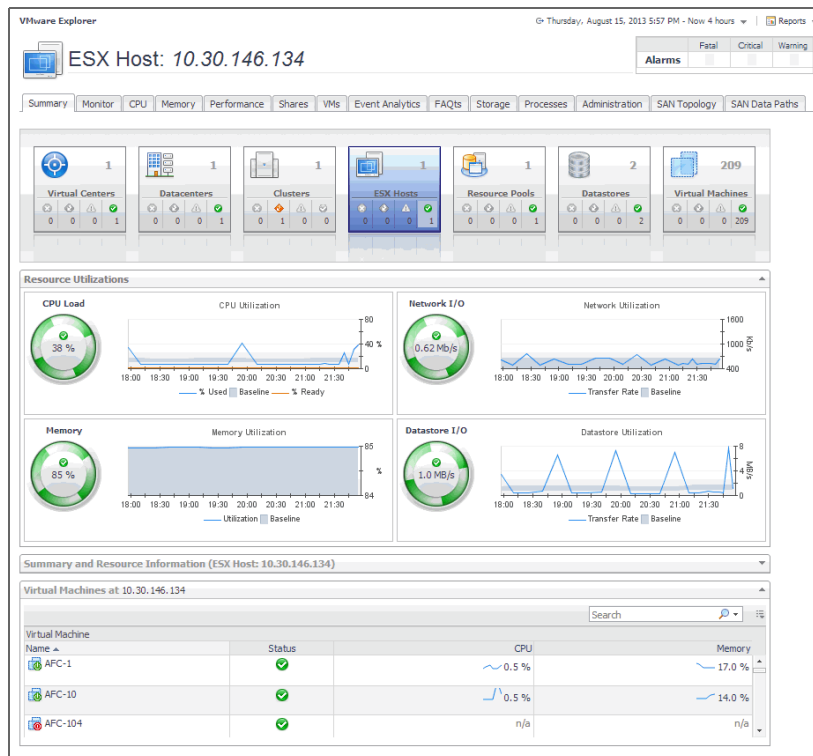 VMware Explorer
Thursday, August 15, 2013 5:57 PM - Now 4 hours
Reports
ESX Host: 10.30.146.134
Fatal Critical Warning
Alarms
Summary Monitor CPU Memory Performance Shares VMs Event Analytics FAQts Storage Processes Administration SAN Topology SAN Data Paths
1 1 1 1 1 2 209
Virtual Centers Datacenters Clusters ESX Hosts Resource Pools Datastores Virtual Machines
0 0 0 1 0 0 0 1 0 1 0 0 0 0 0 1 0 0 0 1 0 0 0 2 0 0 0 209
Resource Utilizations
CPU Load
CPU Utilization
38 %
80
40
0
%
18:00 18:30 19:00 19:30 20:00 20:30 21:00 21:30
% Used Baseline % Ready
Network I/O
Network Utilization
0.62 Mb/s
1600
1000
400
Kb/s
18:00 18:30 19:00 19:30 20:00 20:30 21:00 21:30
Transfer Rate Baseline
Memory
Memory Utilization
85 %
85
84
%
18:00 18:30 19:00 19:30 20:00 20:30 21:00 21:30
Utilization Baseline
Datastore I/O
Datastore Utilization
1.0 MB/s
8
4
0
MB/s
18:00 18:30 19:00 19:30 20:00 20:30 21:00 21:30
Transfer Rate Baseline
Summary and Resource Information (ESX Host: 10.30.146.134)
Virtual Machines at 10.30.146.134
Search
Virtual Machine
Name Status CPU Memory
AFC-1 0.5 % 17.0 %
AFC-10 0.5 % 14.0 %
AFC-104 n/a n/a